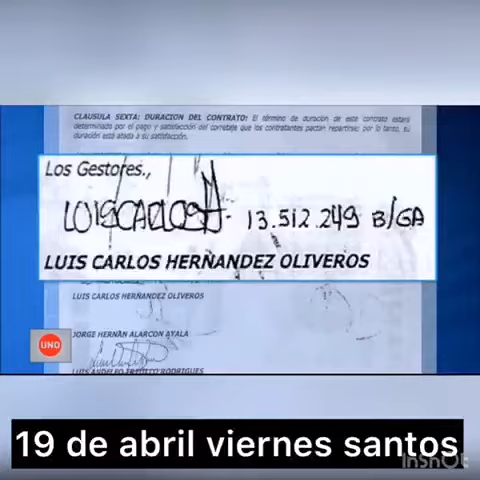 CLAUSULA SEXTA: DURACION DEL CONTRATO: El término de duracion de este contrato estará
determinado por el pago y satisfacción del corretaje que los contratantes pactan repartirse; por lo tanto, su
duración está atada a su satisfacción.
Los Gestores.,
LUIS CARLOS H. 13.512.249 B/GA
LUIS CARLOS HERNANDEZ OLIVEROS
LUIS CARLOS HERNANDEZ OLIVEROS
UNO
JORGE HERNAN ALARCON AYALA
RODRIGUES
19 de abril viernes santos
InShOt